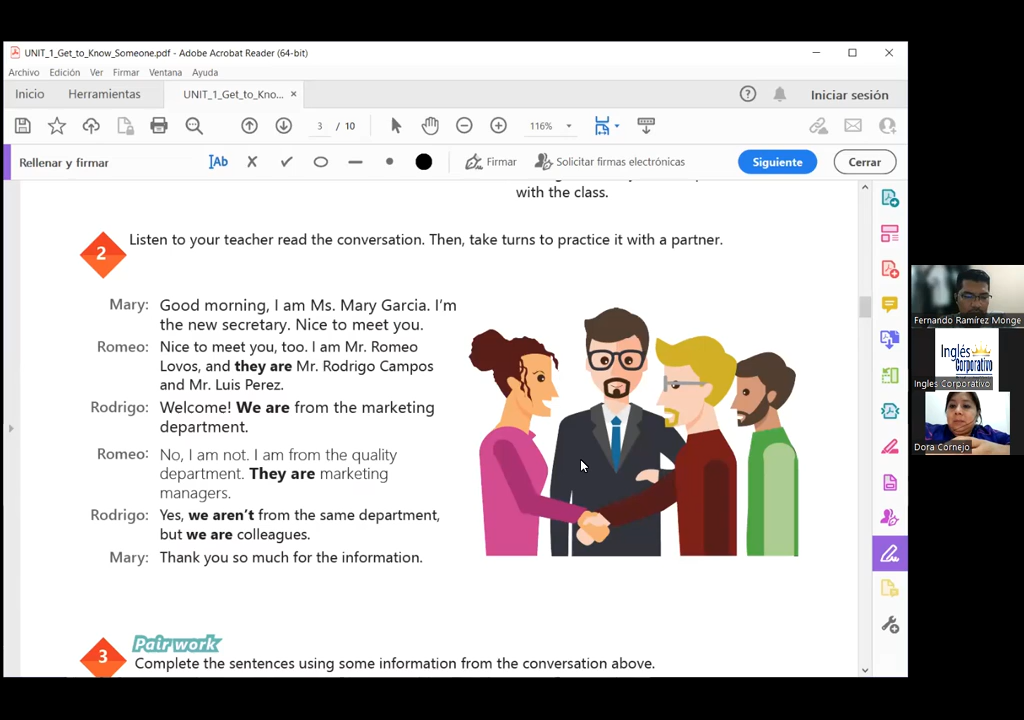 UNIT_1_Get_to_Know_Someone.pdf - Adobe Acrobat Reader (64-bit)
Archivo Edición Ver Firmar Ventana Ayuda
Inicio Herramientas UNIT_1_Get_to_Kno... × Iniciar sesión
3 / 10 116%
Rellenar y firmar Ab Firmar Solicitar firmas electrónicas Siguiente Cerrar
with the class.
2 Listen to your teacher read the conversation. Then, take turns to practice it with a partner.
Mary: Good morning, I am Ms. Mary Garcia. I'm
the new secretary. Nice to meet you.
Romeo: Nice to meet you, too. I am Mr. Romeo
Lovos, and they are Mr. Rodrigo Campos
and Mr. Luis Perez.
Rodrigo: Welcome! We are from the marketing
department.
Romeo: No, I am not. I am from the quality
department. They are marketing
managers.
Rodrigo: Yes, we aren't from the same department,
but we are colleagues.
Mary: Thank you so much for the information.
Pair work
3 Complete the sentences using some information from the conversation above.
Fernando Ramírez Monge
Inglés
Corporativo
Ingles Corporativo
Dora Cornejo